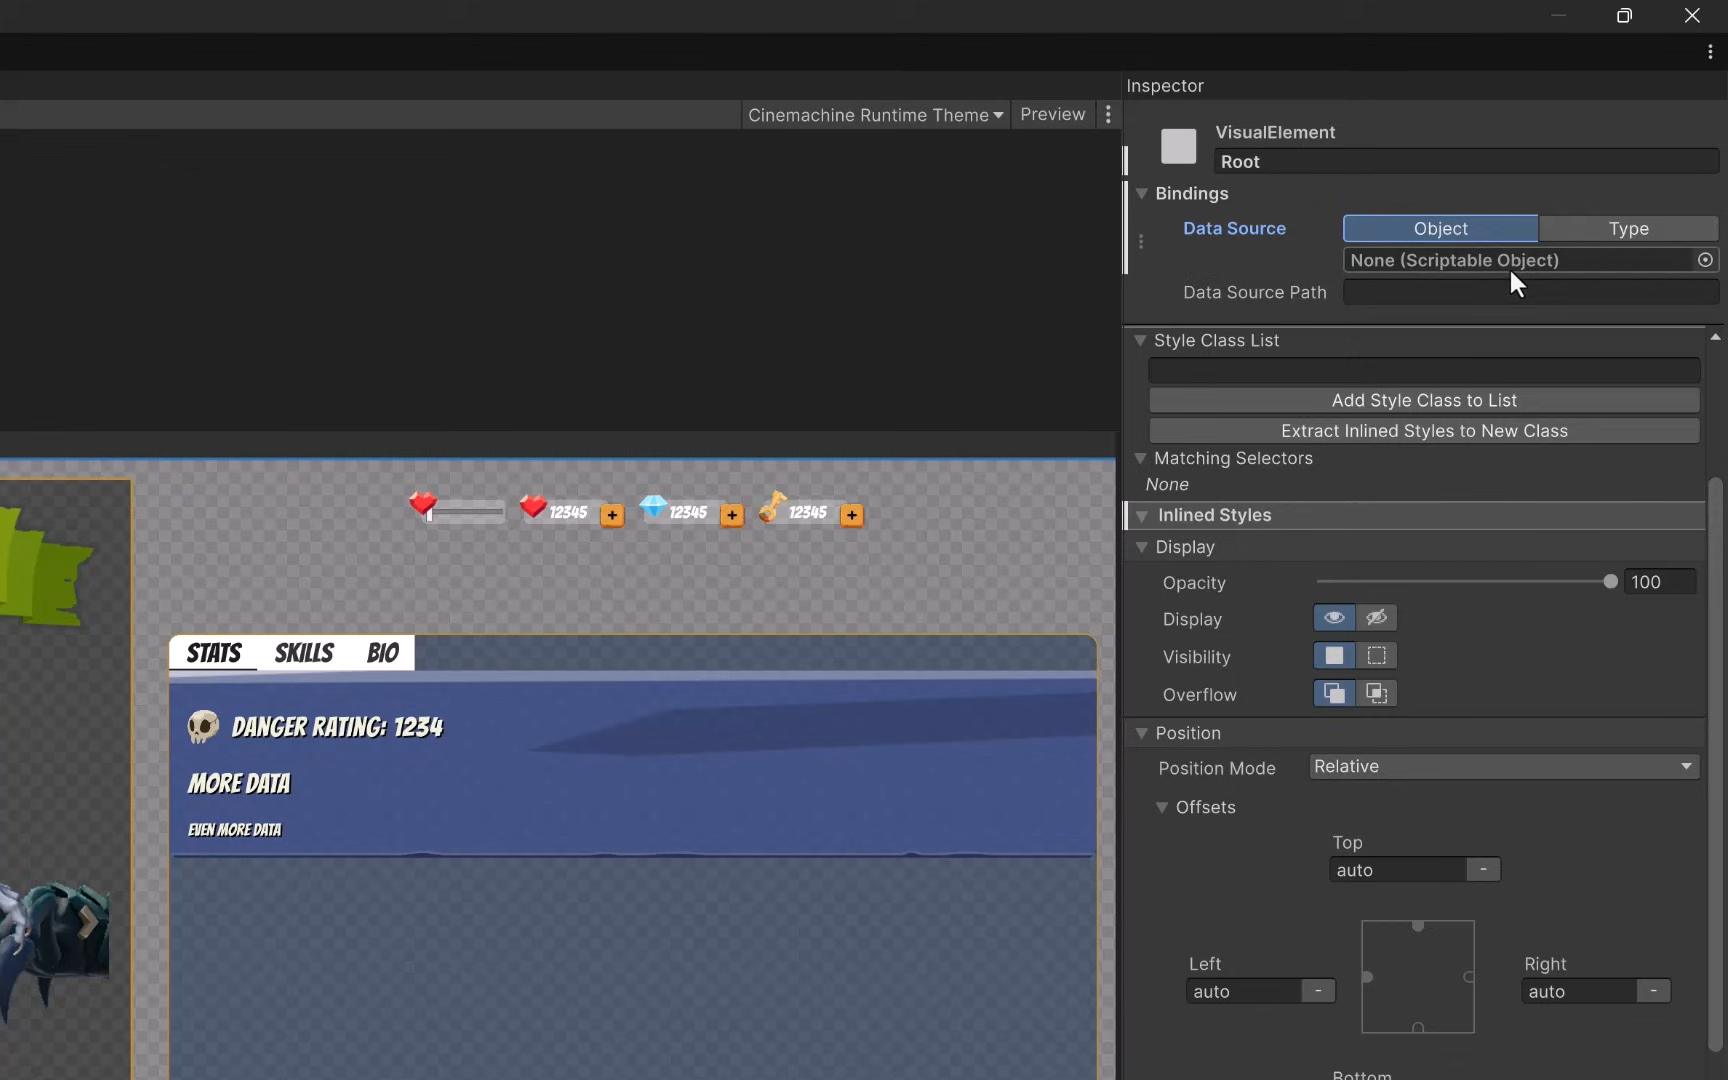 Inspector
Cinemachine Runtime Theme
Preview
VisualElement
Root
Bindings
Data Source
Object
Type
None (Scriptable Object)
Data Source Path
Style Class List
Add Style Class to List
Extract Inlined Styles to New Class
Matching Selectors
None
Inlined Styles
Display
Opacity
100
Display
Visibility
Overflow
Position
Position Mode
Relative
Offsets
Top
auto
-
Left
auto
-
Right
auto
-
Bottom
12345
+
12345
+
12345
+
STATS
SKILLS
BIO
DANGER RATING: 1234
MORE DATA
EVEN MORE DATA